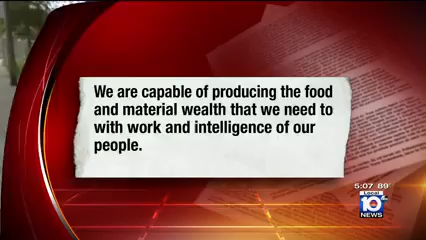 We are capable of producing the food
and material wealth that we need to
with work and intelligence of our
people.
5:07 89°
Local
10
NEWS